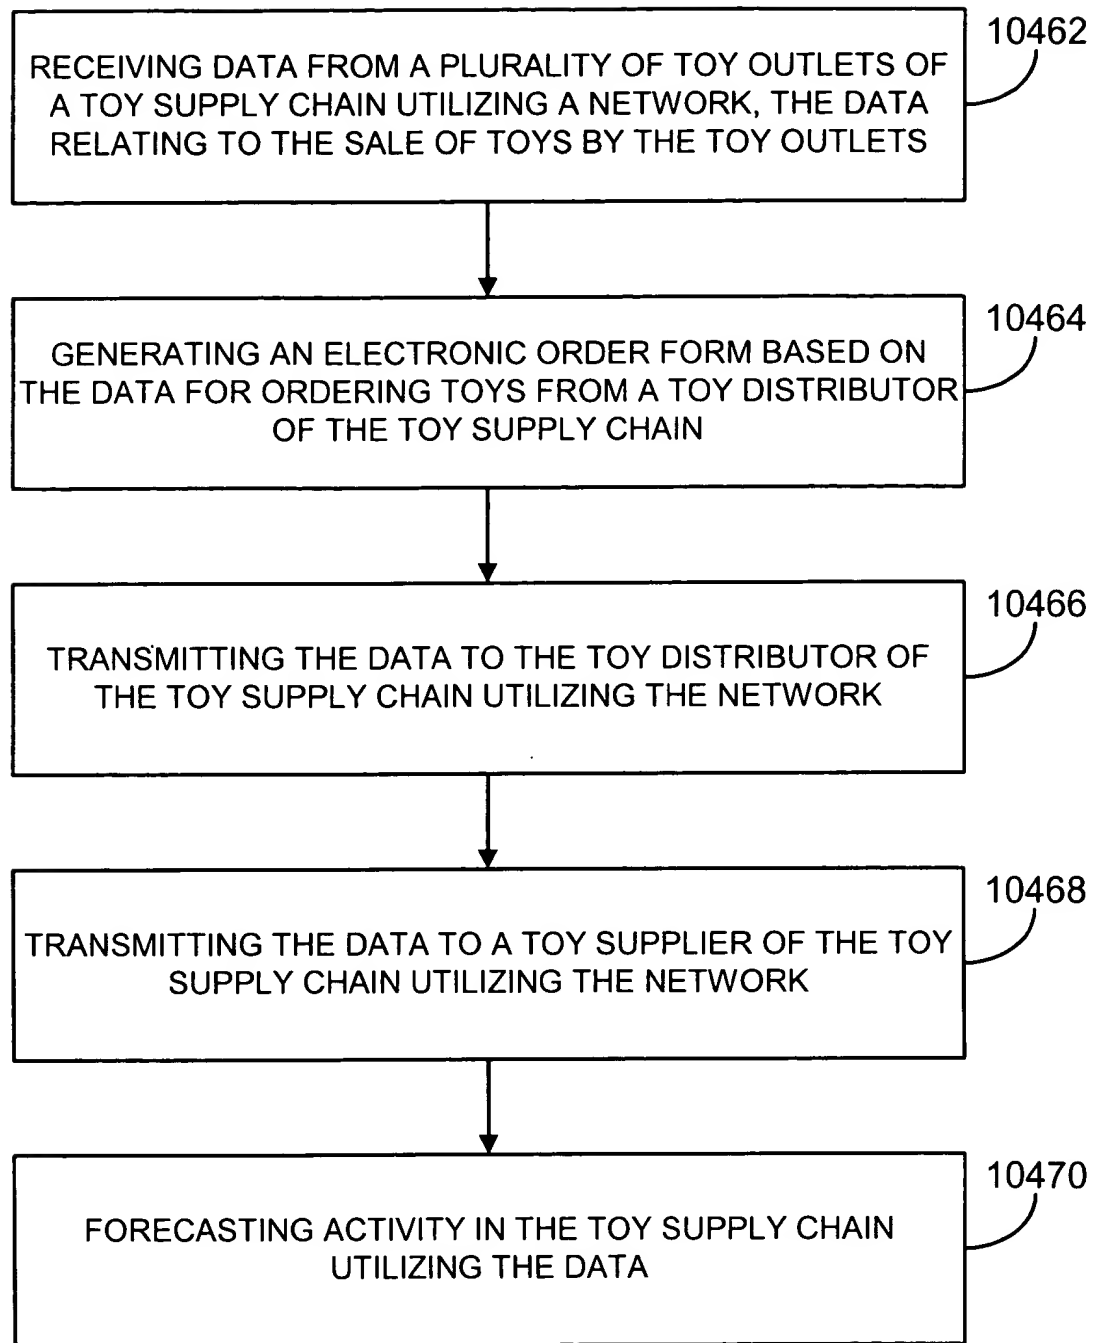 10462
RECEIVING DATA FROM A PLURALITY OF TOY OUTLETS OF
A TOY SUPPLY CHAIN UTILIZING A NETWORK, THE DATA
RELATING TO THE SALE OF TOYS BY THE TOY OUTLETS
10464
GENERATING AN ELECTRONIC ORDER FORM BASED ON
THE DATA FOR ORDERING TOYS FROM A TOY DISTRIBUTOR
OF THE TOY SUPPLY CHAIN
10466
TRANSMITTING THE DATA TO THE TOY DISTRIBUTOR OF
THE TOY SUPPLY CHAIN UTILIZING THE NETWORK
10468
TRANSMITTING THE DATA TO A TOY SUPPLIER OF THE TOY
SUPPLY CHAIN UTILIZING THE NETWORK
10470
FORECASTING ACTIVITY IN THE TOY SUPPLY CHAIN
UTILIZING THE DATA